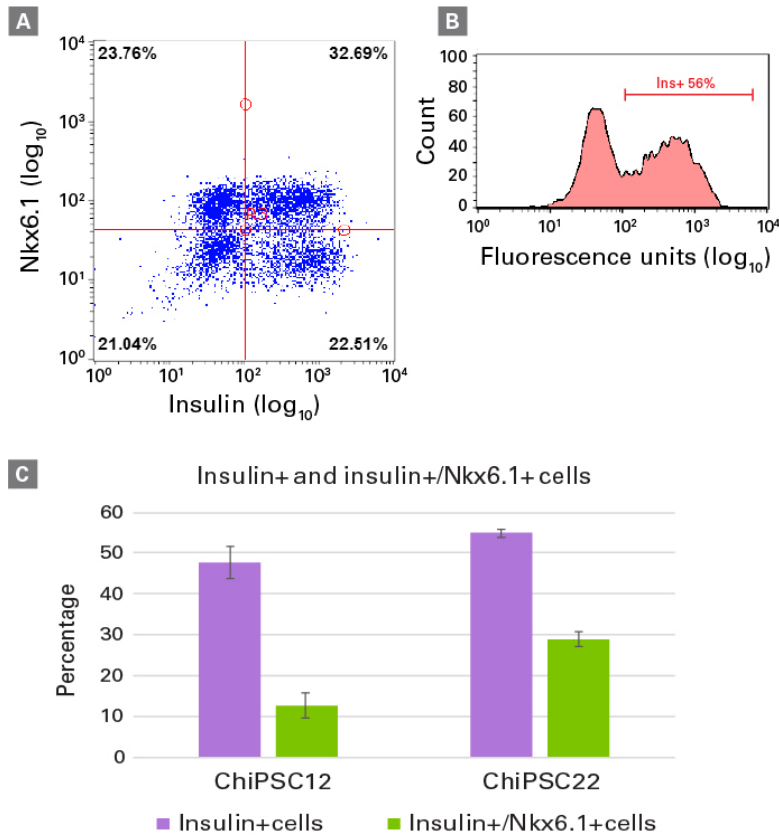 A
23.76%
32.69%
21.04%
22.51%
10⁴
10³
10²
10¹
10⁰
Nkx6.1 (log₁₀)
10⁰ 10¹ 10² 10³ 10⁴
Insulin (log₁₀)
B
100
80
60
40
20
0
Count
Ins+ 56%
10⁰ 10¹ 10² 10³ 10⁴
Fluorescence units (log₁₀)
C
Insulin+ and insulin+/Nkx6.1+ cells
60
50
40
30
20
10
0
Percentage
ChiPSC12 ChiPSC22
Insulin+cells Insulin+/Nkx6.1+cells